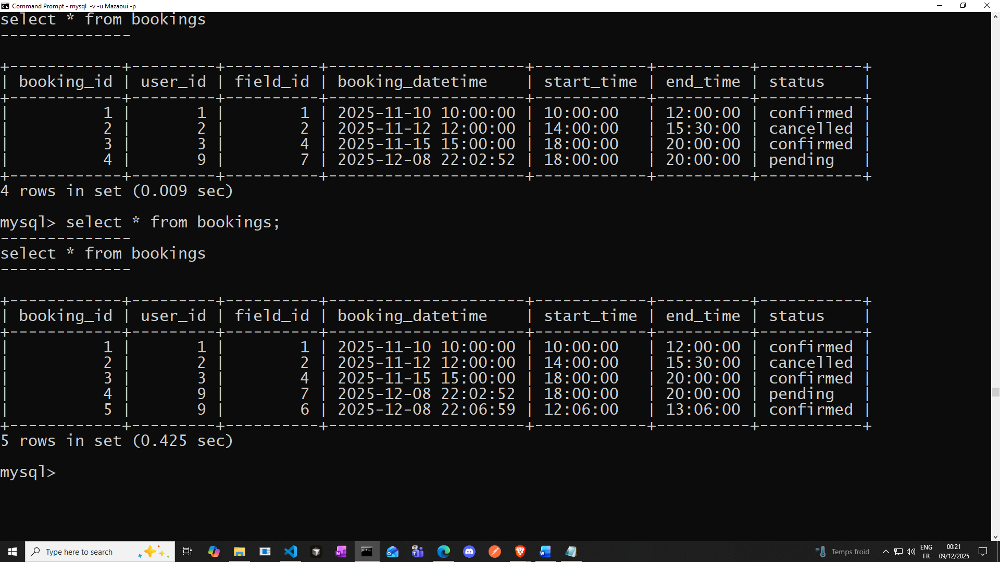 Command Prompt - mysql  -v -u Mazaoui -p
select * from bookings
--------------

+------------+---------+----------+---------------------+------------+----------+-----------+
| booking_id | user_id | field_id | booking_datetime    | start_time | end_time | status    |
+------------+---------+----------+---------------------+------------+----------+-----------+
|          1 |       1 |        1 | 2025-11-10 10:00:00 | 10:00:00   | 12:00:00 | confirmed |
|          2 |       2 |        2 | 2025-11-12 12:00:00 | 14:00:00   | 15:30:00 | cancelled |
|          3 |       3 |        4 | 2025-11-15 15:00:00 | 18:00:00   | 20:00:00 | confirmed |
|          4 |       9 |        7 | 2025-12-08 22:02:52 | 18:00:00   | 20:00:00 | pending   |
+------------+---------+----------+---------------------+------------+----------+-----------+
4 rows in set (0.009 sec)

mysql> select * from bookings;
--------------
select * from bookings
--------------

+------------+---------+----------+---------------------+------------+----------+-----------+
| booking_id | user_id | field_id | booking_datetime    | start_time | end_time | status    |
+------------+---------+----------+---------------------+------------+----------+-----------+
|          1 |       1 |        1 | 2025-11-10 10:00:00 | 10:00:00   | 12:00:00 | confirmed |
|          2 |       2 |        2 | 2025-11-12 12:00:00 | 14:00:00   | 15:30:00 | cancelled |
|          3 |       3 |        4 | 2025-11-15 15:00:00 | 18:00:00   | 20:00:00 | confirmed |
|          4 |       9 |        7 | 2025-12-08 22:02:52 | 18:00:00   | 20:00:00 | pending   |
|          5 |       9 |        6 | 2025-12-08 22:06:59 | 12:06:00   | 13:06:00 | confirmed |
+------------+---------+----------+---------------------+------------+----------+-----------+
5 rows in set (0.425 sec)

mysql>
Type here to search
Temps froid
ENG
FR
00:21
09/12/2025